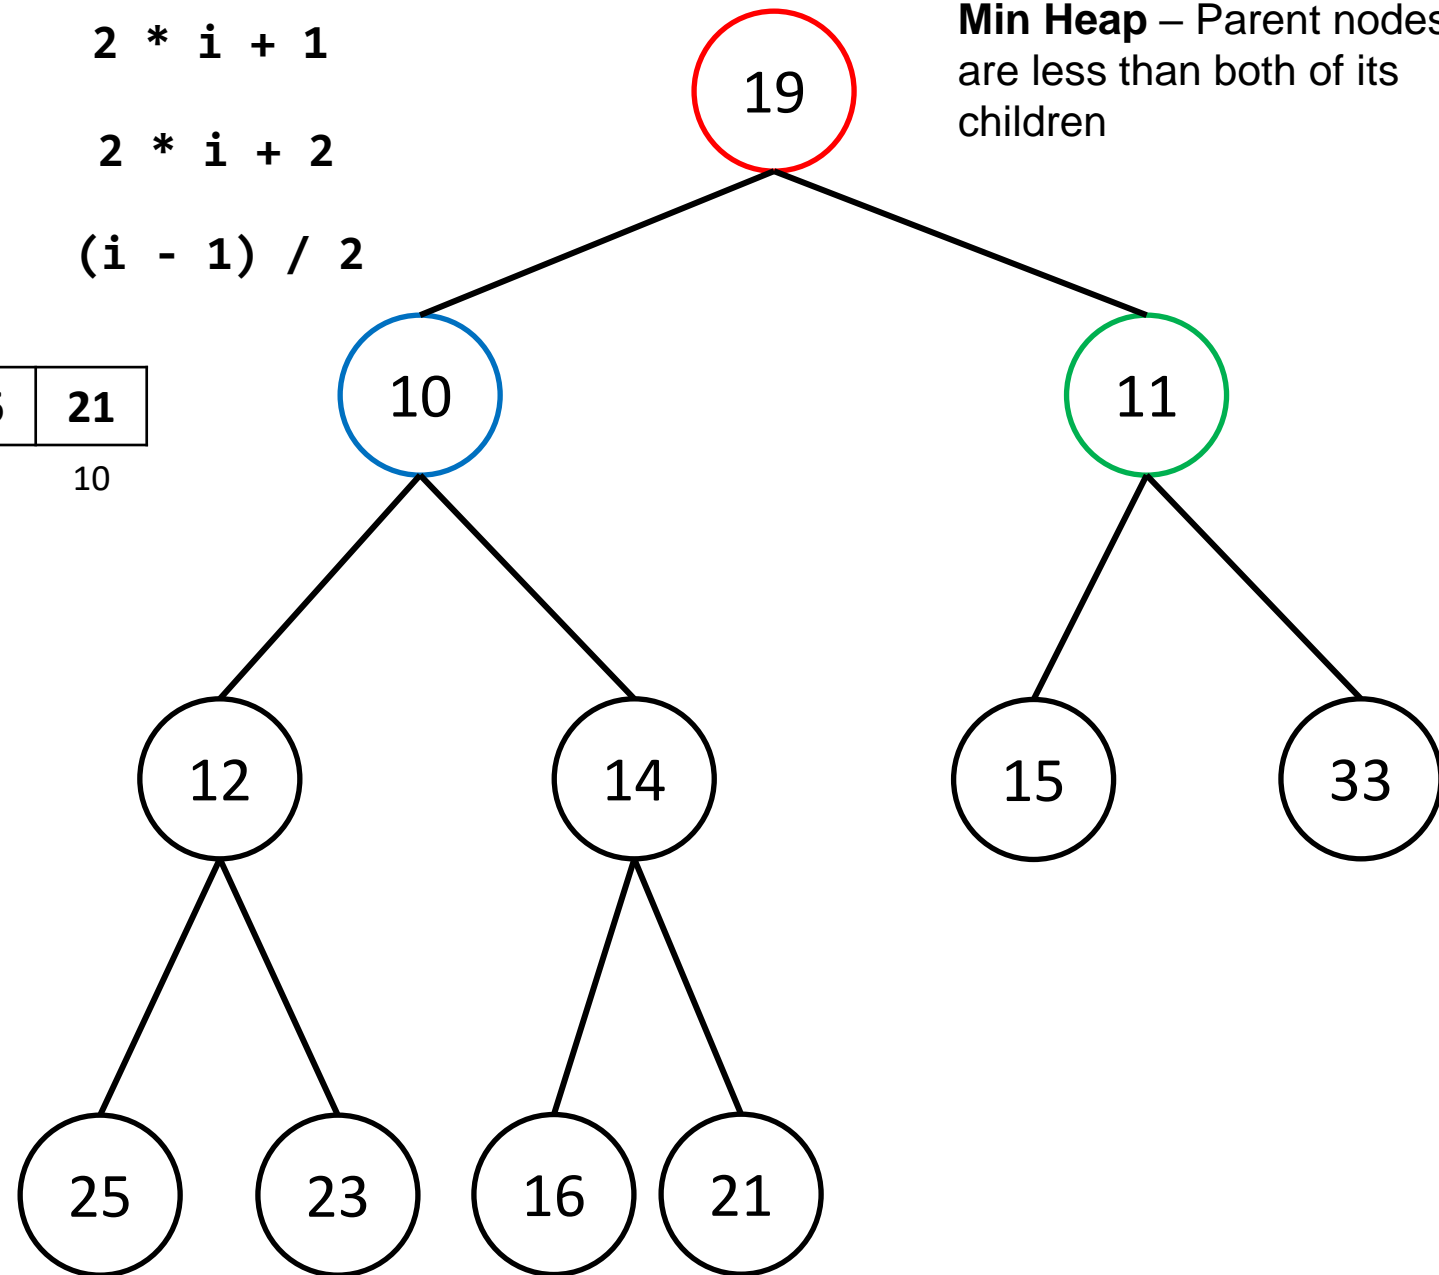 2 * i + 1
2 * i + 2
(i - 1) / 2
Min Heap – Parent nodes
are less than both of its
children
21
10
19
10
11
12
14
15
33
25
23
16
21